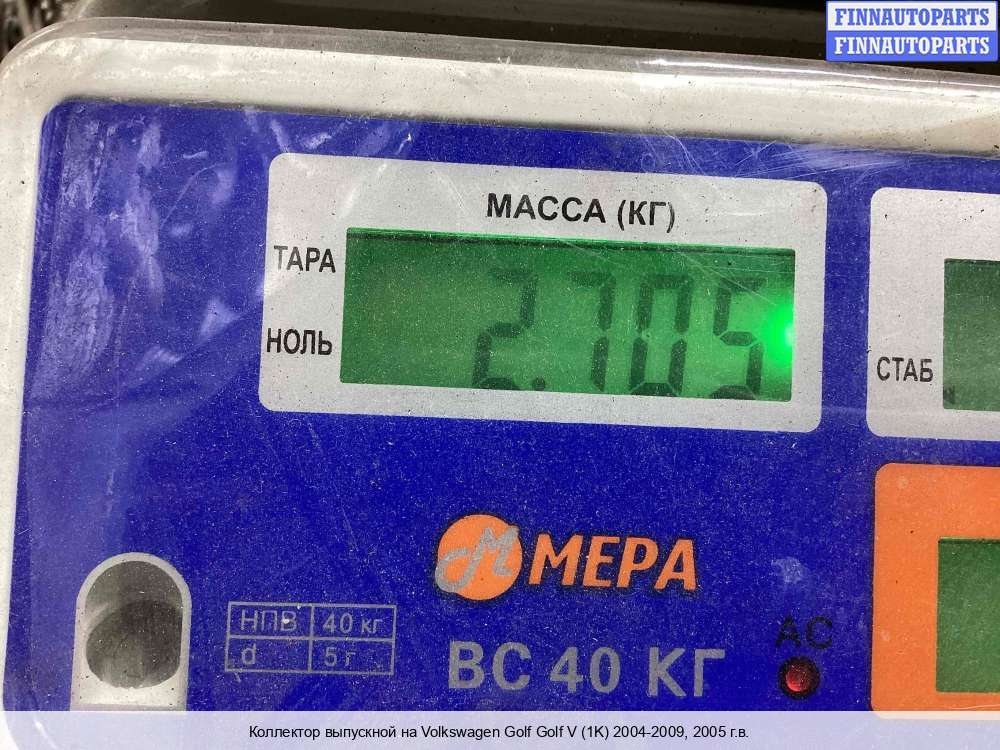 FINNAUTOPARTS
FINNAUTOPARTS
МАССА (КГ)
ТАРА
2.705
НОЛЬ
СТАБ
М МЕРА
НПВ 40 кг
d 5 г
ВС 40 КГ
AC
Коллектор выпускной на Volkswagen Golf Golf V (1K) 2004-2009, 2005 г.в.